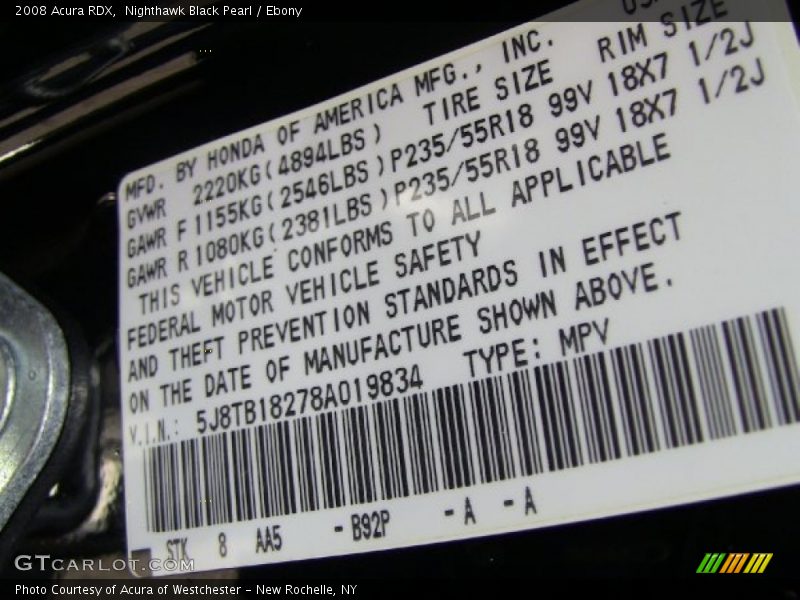 2008 Acura RDX, Nighthawk Black Pearl / Ebony
MFD. BY HONDA OF AMERICA MFG., INC.
TIRE SIZE RIM SIZE
GVWR 2220KG(4894LBS)
GAWR F 1155KG(2546LBS)P235/55R18 99V 18X7 1/2J
GAWR R 1080KG(2381LBS)P235/55R18 99V 18X7 1/2J
THIS VEHICLE CONFORMS TO ALL APPLICABLE
FEDERAL MOTOR VEHICLE SAFETY
AND THEFT PREVENTION STANDARDS IN EFFECT
ON THE DATE OF MANUFACTURE SHOWN ABOVE.
V.I.N.: 5J8TB18278A019834 TYPE: MPV
STK 8 AA5 -B92P -A -A
GTCARLOT.COM
Photo Courtesy of Acura of Westchester - New Rochelle, NY